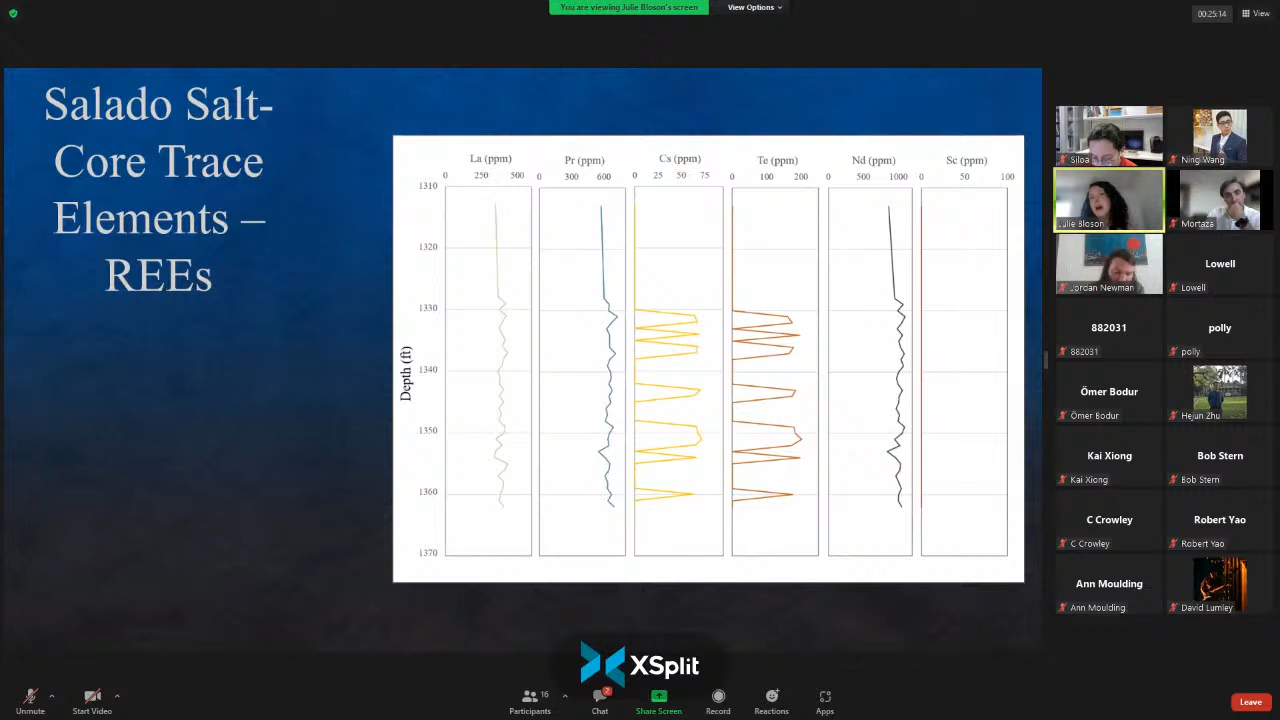 You are viewing Julie Bloson's screen
View Options
00:25:14
View
Salado Salt-
Core Trace
Elements –
REEs
La (ppm)
Pr (ppm)
Cs (ppm)
Te (ppm)
Nd (ppm)
Sc (ppm)
0 250 500
0 300 600
0 25 50 75
0 100 200
0 500 1000
0 50 100
Depth (ft)
1310
1320
1330
1340
1350
1360
1370
Siloa
Ning Wang
Julie Bloson
Mortaza
Jordan Newman
Lowell
Lowell
882031
882031
polly
polly
Ömer Bodur
Ömer Bodur
Hejun Zhu
Kai Xiong
Kai Xiong
Bob Stern
Bob Stern
C Crowley
C Crowley
Robert Yao
Robert Yao
Ann Moulding
Ann Moulding
David Lumley
XSplit
Unmute
Start Video
16
Participants
2
Chat
Share Screen
Record
Reactions
Apps
Leave